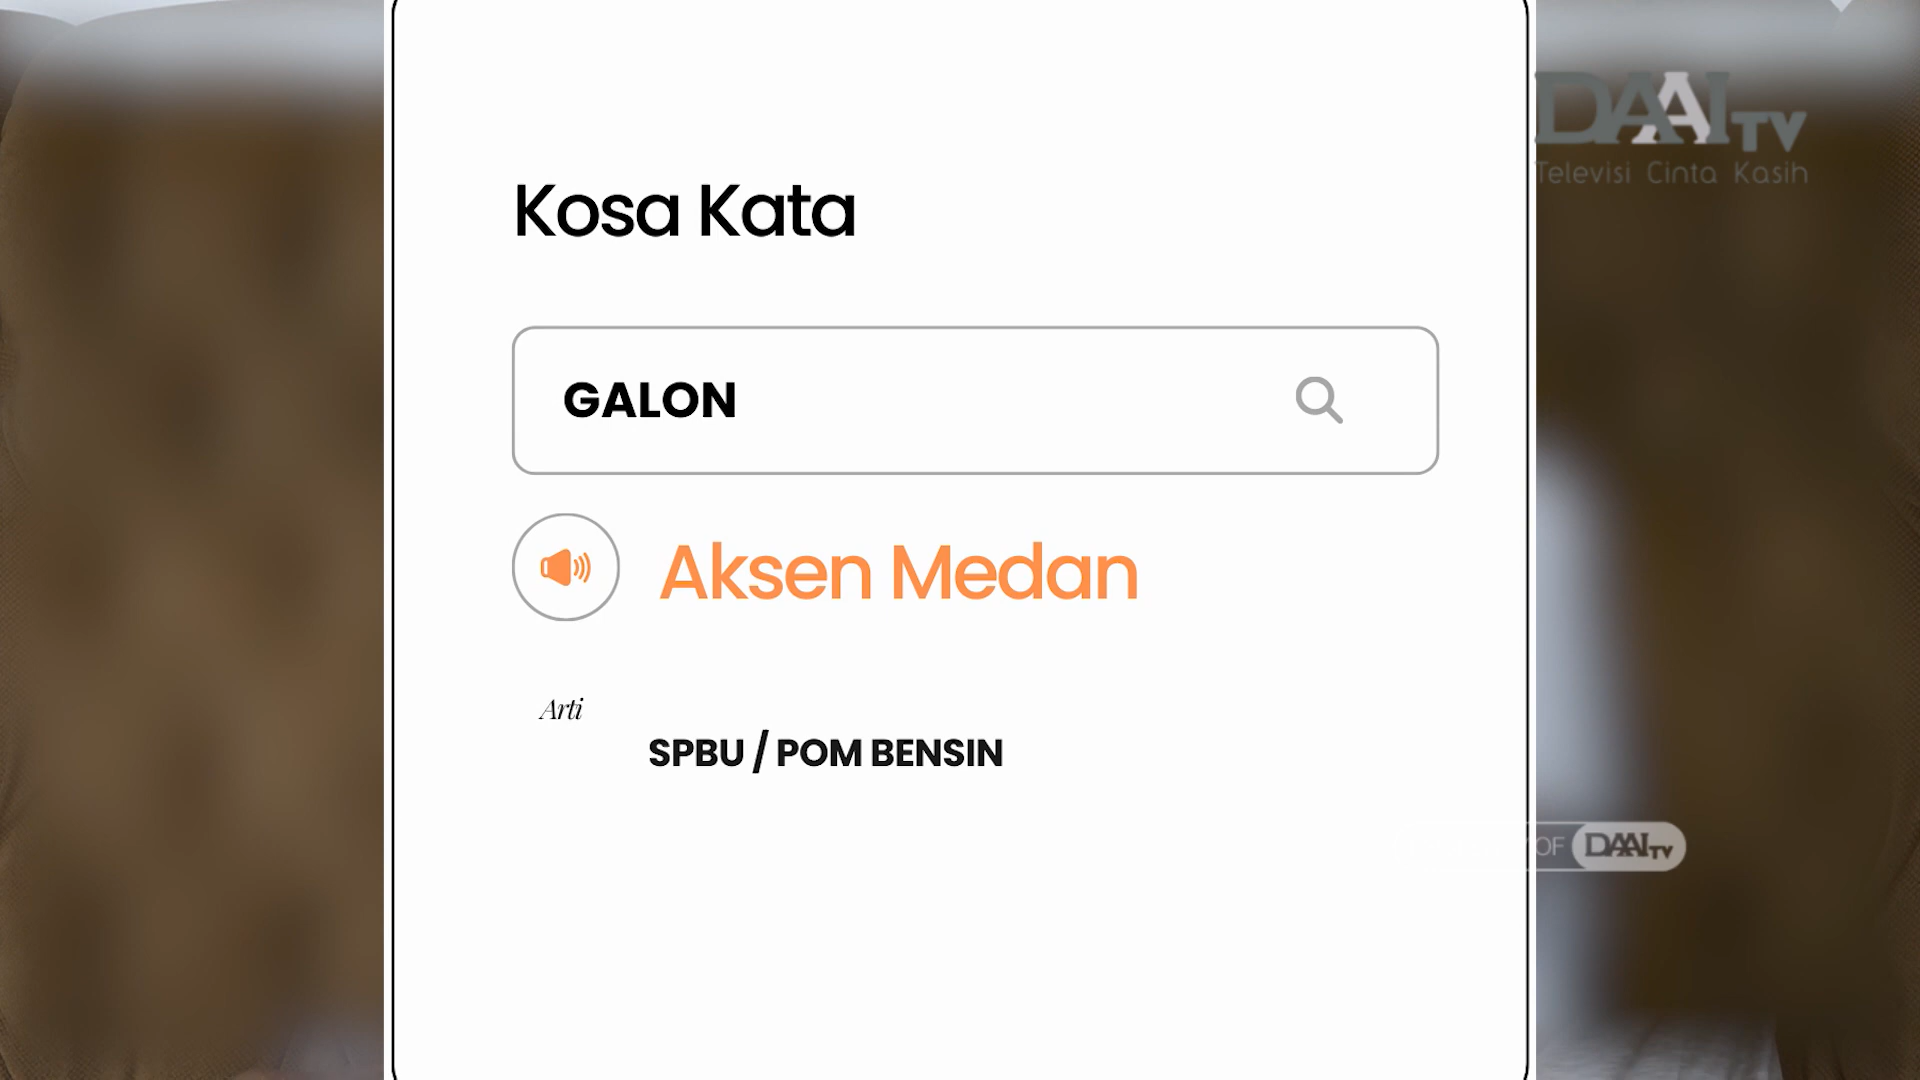 DAAI TV
Televisi Cinta Kasih
Kosa Kata
GALON
Aksen Medan
Arti
SPBU / POM BENSIN
OF DAAI TV